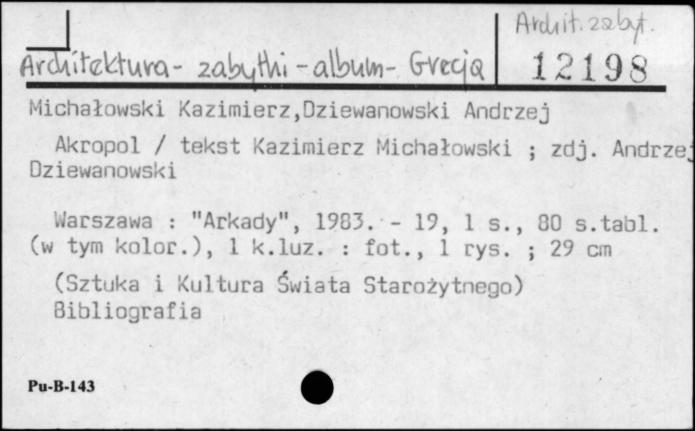 Archit. zabyt.
Architektura - zabytki - album - Grecja
12198
Michałowski Kazimierz,Dziewanowski Andrzej
Akropol / tekst Kazimierz Michałowski ; zdj. Andrzej
Dziewanowski
Warszawa : "Arkady", 1983. - 19, 1 s., 80 s.tabl.
(w tym kolor.), 1 k.luz. : fot., 1 rys. ; 29 cm
(Sztuka i Kultura Świata Starożytnego)
Bibliografia
Pu-B-143